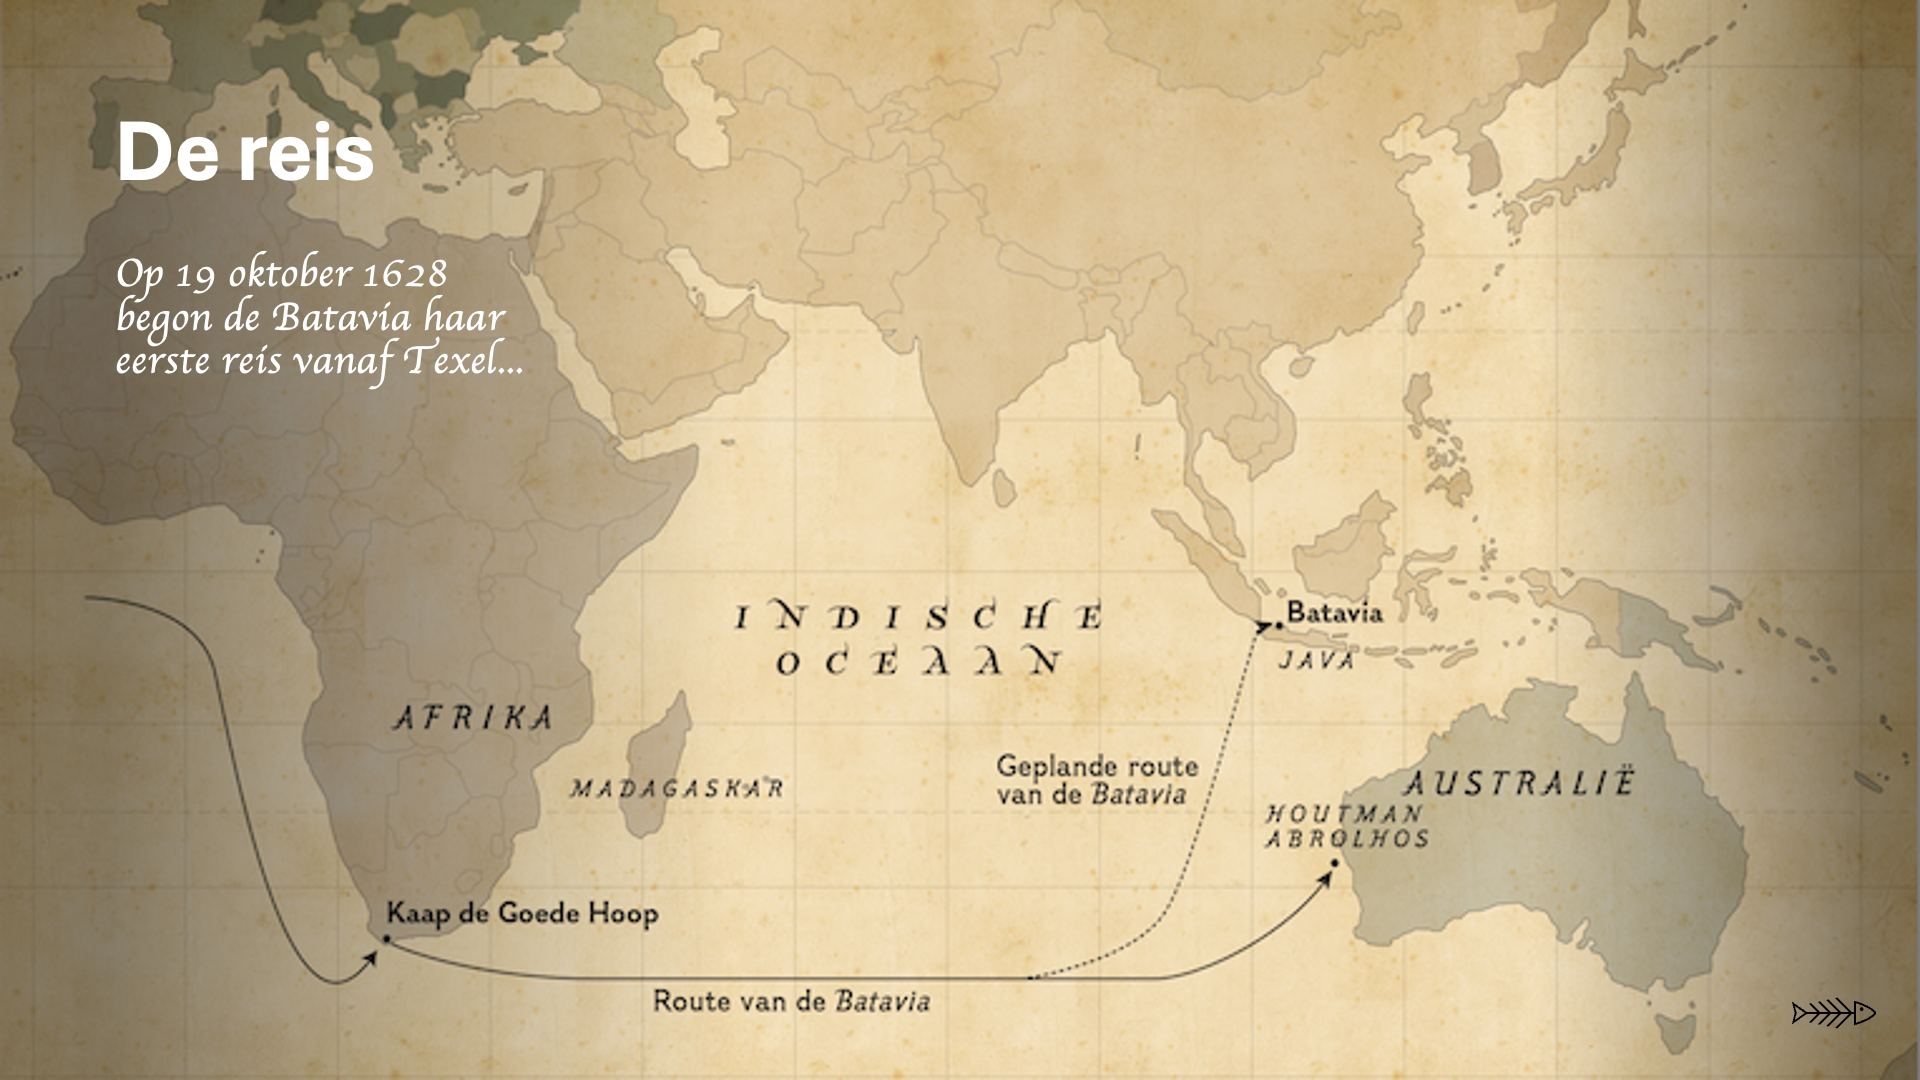 De reis
Op 19 oktober 1628
begon de Batavia haar
eerste reis vanaf Texel...
INDISCHE
OCEAAN
Batavia
JAVA
AFRIKA
MADAGASKAR
Geplande route
van de Batavia
AUSTRALIË
HOUTMAN
ABROLHOS
Kaap de Goede Hoop
Route van de Batavia